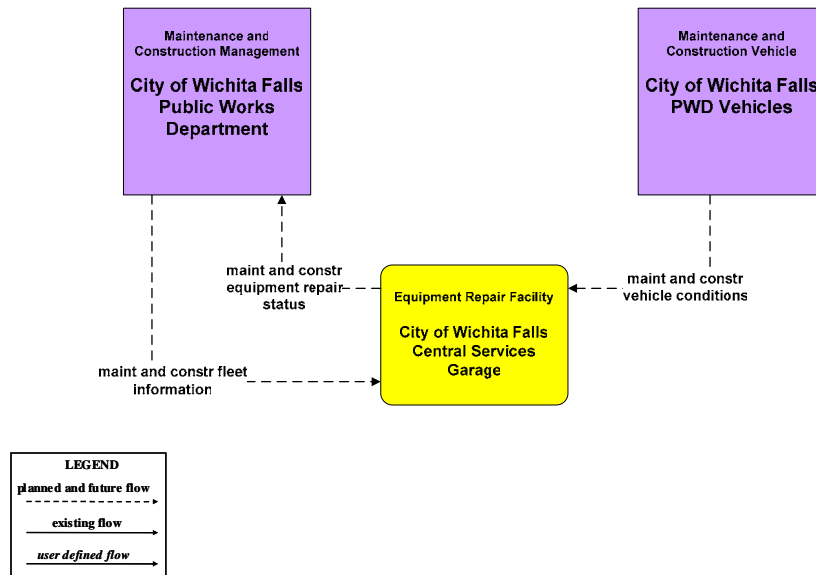 Maintenance and
Construction Management
City of Wichita Falls
Public Works
Department
Maintenance and
Construction Vehicle
City of Wichita Falls
PWD Vehicles
maint and constr
equipment repair
status
Equipment Repair Facility
City of Wichita Falls
Central Services
Garage
maint and constr
vehicle conditions
maint and constr fleet
information
LEGEND
planned and future flow
existing flow
user defined flow